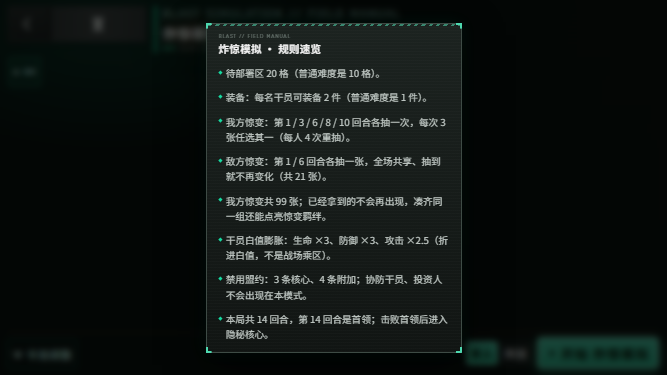 BLAST // FIELD MANUAL
炸惊模拟 · 规则速览
待部署区 20 格（普通难度是 10 格）。
装备：每名干员可装备 2 件（普通难度是 1 件）。
我方惊变：第 1 / 3 / 6 / 8 / 10 回合各抽一次，每次 3
张任选其一（每人 4 次重抽）。
敌方惊变：第 1 / 6 回合各抽一张，全场共享、抽到
就不再变化（共 21 张）。
我方惊变共 99 张；已经拿到的不会再出现，凑齐同
一组还能点亮惊变羁绊。
干员白值膨胀：生命 ×3、防御 ×3、攻击 ×2.5（折
进白值，不是战场乘区）。
禁用盟约：3 条核心、4 条附加；协防干员、投资人
不会出现在本模式。
本局共 14 回合，第 14 回合是首领；击败首领后进入
隐秘核心。